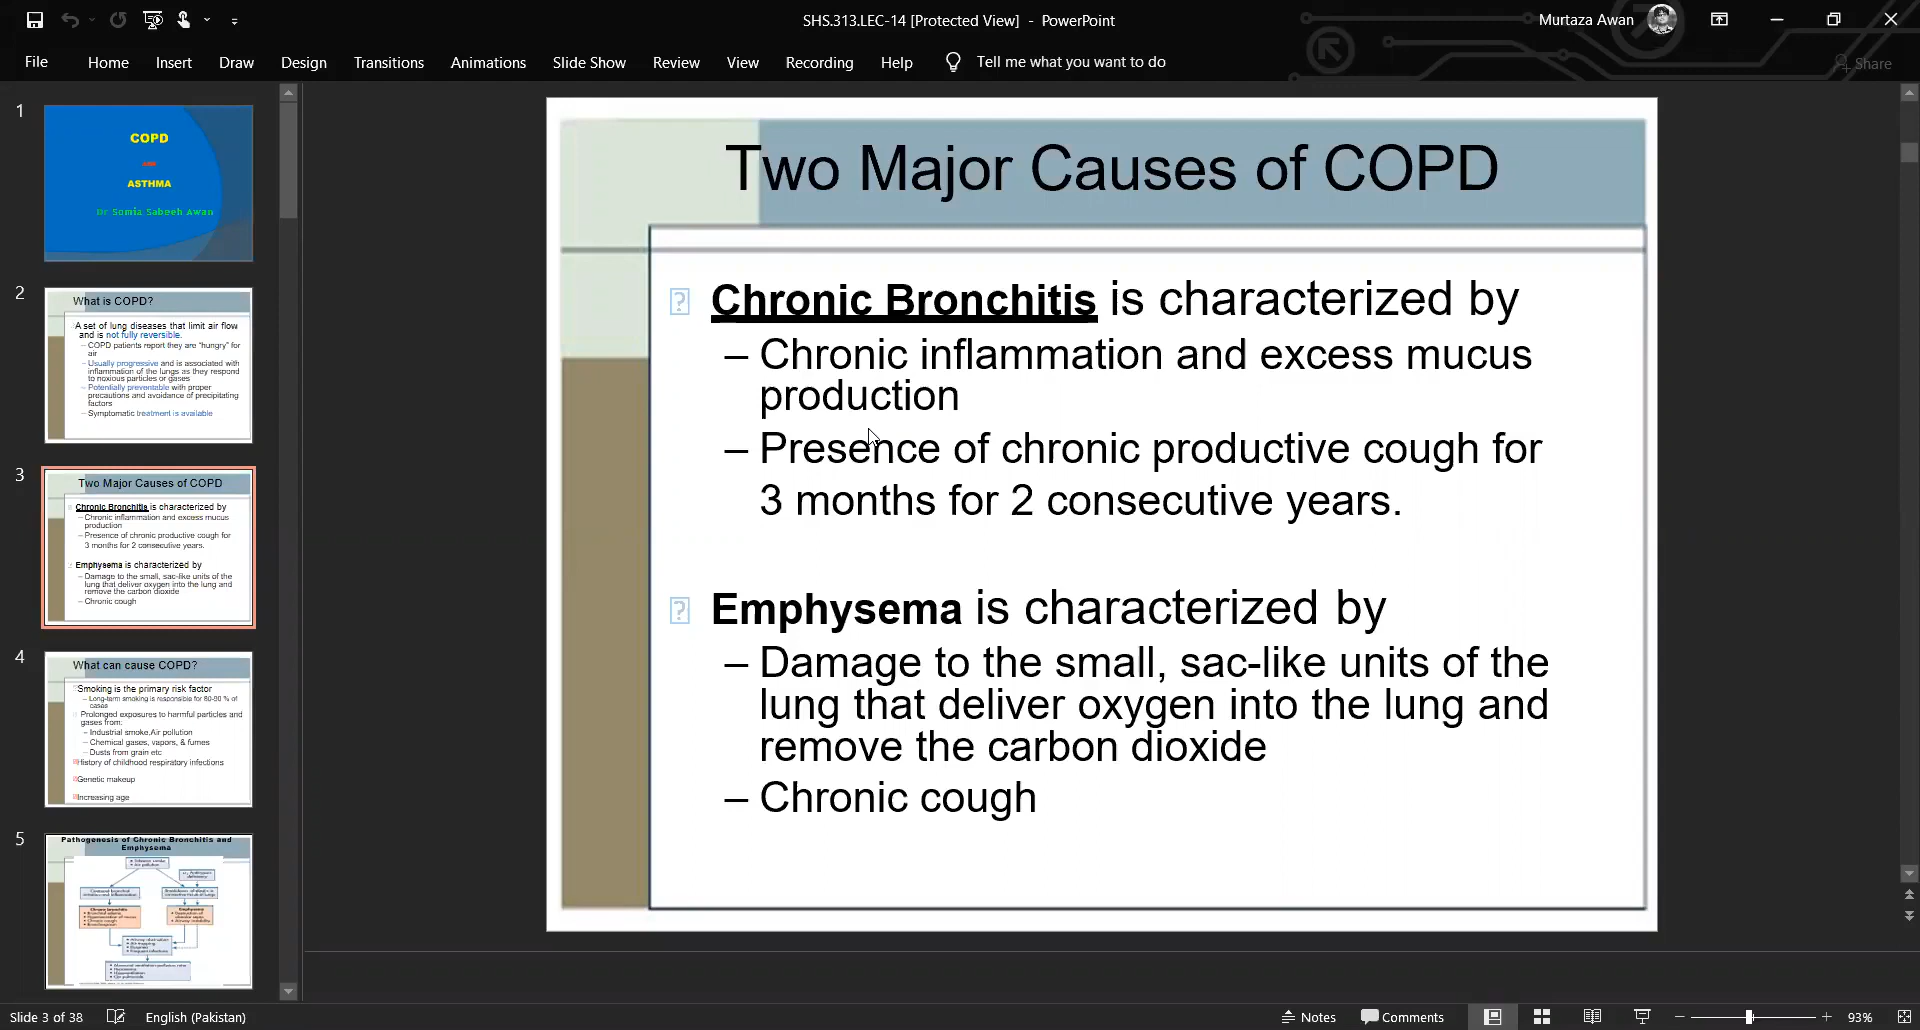 SHS.313.LEC-14 [Protected View] - PowerPoint
Murtaza Awan
File Home Insert Draw Design Transitions Animations Slide Show Review View Recording Help Tell me what you want to do Share
1
COPD
AND
ASTHMA
Dr Somia Sabeeh Awan
2
What is COPD?
A set of lung diseases that limit air flow
and is not fully reversible.
– COPD patients report they are "hungry" for
air
– Usually progressive and is associated with
inflammation of the lungs as they respond
to noxious particles or gases
– Potentially preventable with proper
precautions and avoidance of precipitating
factors
– Symptomatic treatment is available
3
Two Major Causes of COPD
Chronic Bronchitis is characterized by
– Chronic inflammation and excess mucus
production
– Presence of chronic productive cough for
3 months for 2 consecutive years.
Emphysema is characterized by
– Damage to the small, sac-like units of the
lung that deliver oxygen into the lung and
remove the carbon dioxide
– Chronic cough
4
What can cause COPD?
Smoking is the primary risk factor
– Long-term smoking is responsible for 80-90 % of
cases
Prolonged exposures to harmful particles and
gases from:
– Industrial smoke,Air pollution
– Chemical gases, vapors, & fumes
– Dusts from grain etc
History of childhood respiratory infections
Genetic makeup
Increasing age
5
Pathogenesis of Chronic Bronchitis and
Emphysema
Two Major Causes of COPD
Chronic Bronchitis is characterized by
– Chronic inflammation and excess mucus
production
– Presence of chronic productive cough for
3 months for 2 consecutive years.
Emphysema is characterized by
– Damage to the small, sac-like units of the
lung that deliver oxygen into the lung and
remove the carbon dioxide
– Chronic cough
Slide 3 of 38 English (Pakistan) Notes Comments 93%